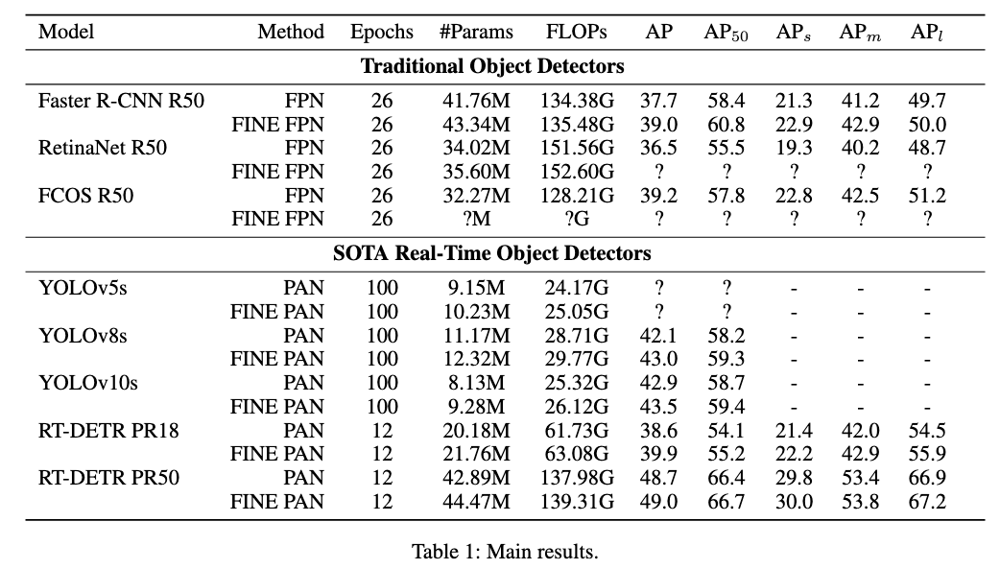 Model Method Epochs #Params FLOPs AP AP50 APs APm APl
Traditional Object Detectors
Faster R-CNN R50 FPN 26 41.76M 134.38G 37.7 58.4 21.3 41.2 49.7
FINE FPN 26 43.34M 135.48G 39.0 60.8 22.9 42.9 50.0
RetinaNet R50 FPN 26 34.02M 151.56G 36.5 55.5 19.3 40.2 48.7
FINE FPN 26 35.60M 152.60G ? ? ? ? ?
FCOS R50 FPN 26 32.27M 128.21G 39.2 57.8 22.8 42.5 51.2
FINE FPN 26 ?M ?G ? ? ? ? ?
SOTA Real-Time Object Detectors
YOLOv5s PAN 100 9.15M 24.17G ? ? - - -
FINE PAN 100 10.23M 25.05G ? ? - - -
YOLOv8s PAN 100 11.17M 28.71G 42.1 58.2 - - -
FINE PAN 100 12.32M 29.77G 43.0 59.3 - - -
YOLOv10s PAN 100 8.13M 25.32G 42.9 58.7 - - -
FINE PAN 100 9.28M 26.12G 43.5 59.4 - - -
RT-DETR PR18 PAN 12 20.18M 61.73G 38.6 54.1 21.4 42.0 54.5
FINE PAN 12 21.76M 63.08G 39.9 55.2 22.2 42.9 55.9
RT-DETR PR50 PAN 12 42.89M 137.98G 48.7 66.4 29.8 53.4 66.9
FINE PAN 12 44.47M 139.31G 49.0 66.7 30.0 53.8 67.2
Table 1: Main results.